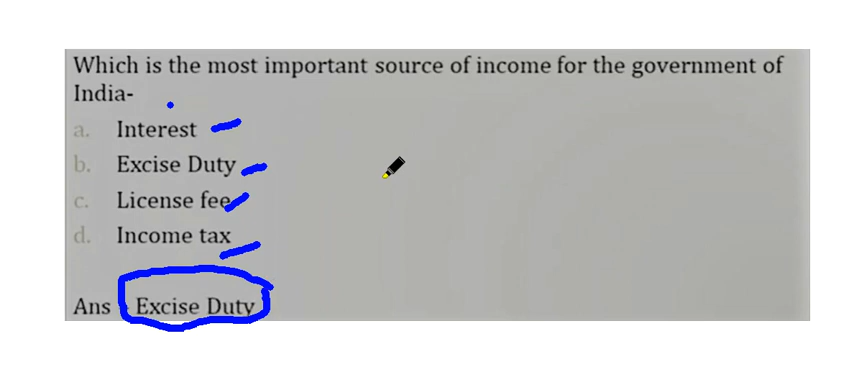 Which is the most important source of income for the government of
India-
a. Interest
b. Excise Duty
c. License fee
d. Income tax
Ans Excise Duty